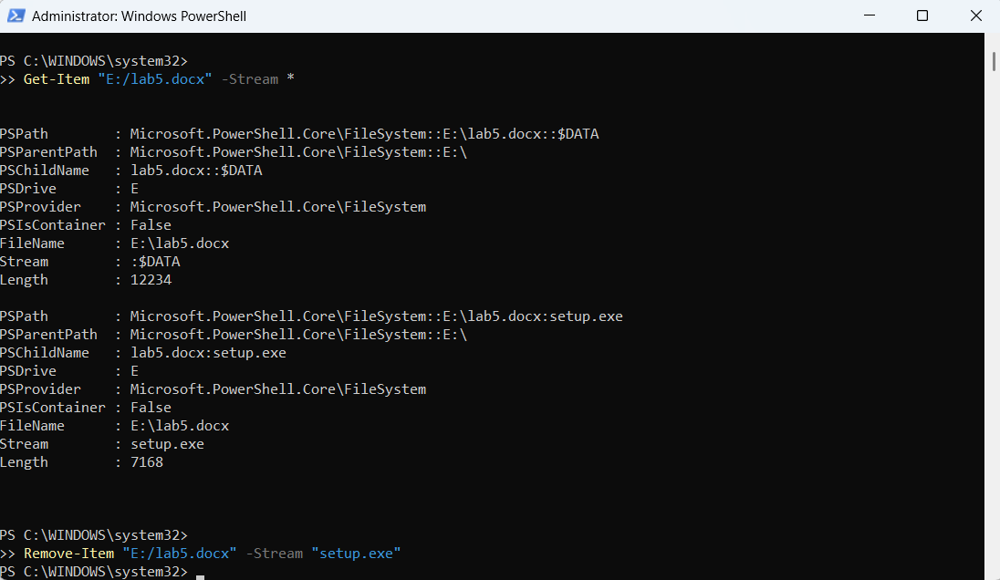 Administrator: Windows PowerShell
PS C:\WINDOWS\system32>
>> Get-Item "E:/lab5.docx" -Stream *
PSPath        : Microsoft.PowerShell.Core\FileSystem::E:\lab5.docx::$DATA
PSParentPath  : Microsoft.PowerShell.Core\FileSystem::E:\
PSChildName   : lab5.docx::$DATA
PSDrive       : E
PSProvider    : Microsoft.PowerShell.Core\FileSystem
PSIsContainer : False
FileName      : E:\lab5.docx
Stream        : :$DATA
Length        : 12234
PSPath        : Microsoft.PowerShell.Core\FileSystem::E:\lab5.docx:setup.exe
PSParentPath  : Microsoft.PowerShell.Core\FileSystem::E:\
PSChildName   : lab5.docx:setup.exe
PSDrive       : E
PSProvider    : Microsoft.PowerShell.Core\FileSystem
PSIsContainer : False
FileName      : E:\lab5.docx
Stream        : setup.exe
Length        : 7168
PS C:\WINDOWS\system32>
>> Remove-Item "E:/lab5.docx" -Stream "setup.exe"
PS C:\WINDOWS\system32>